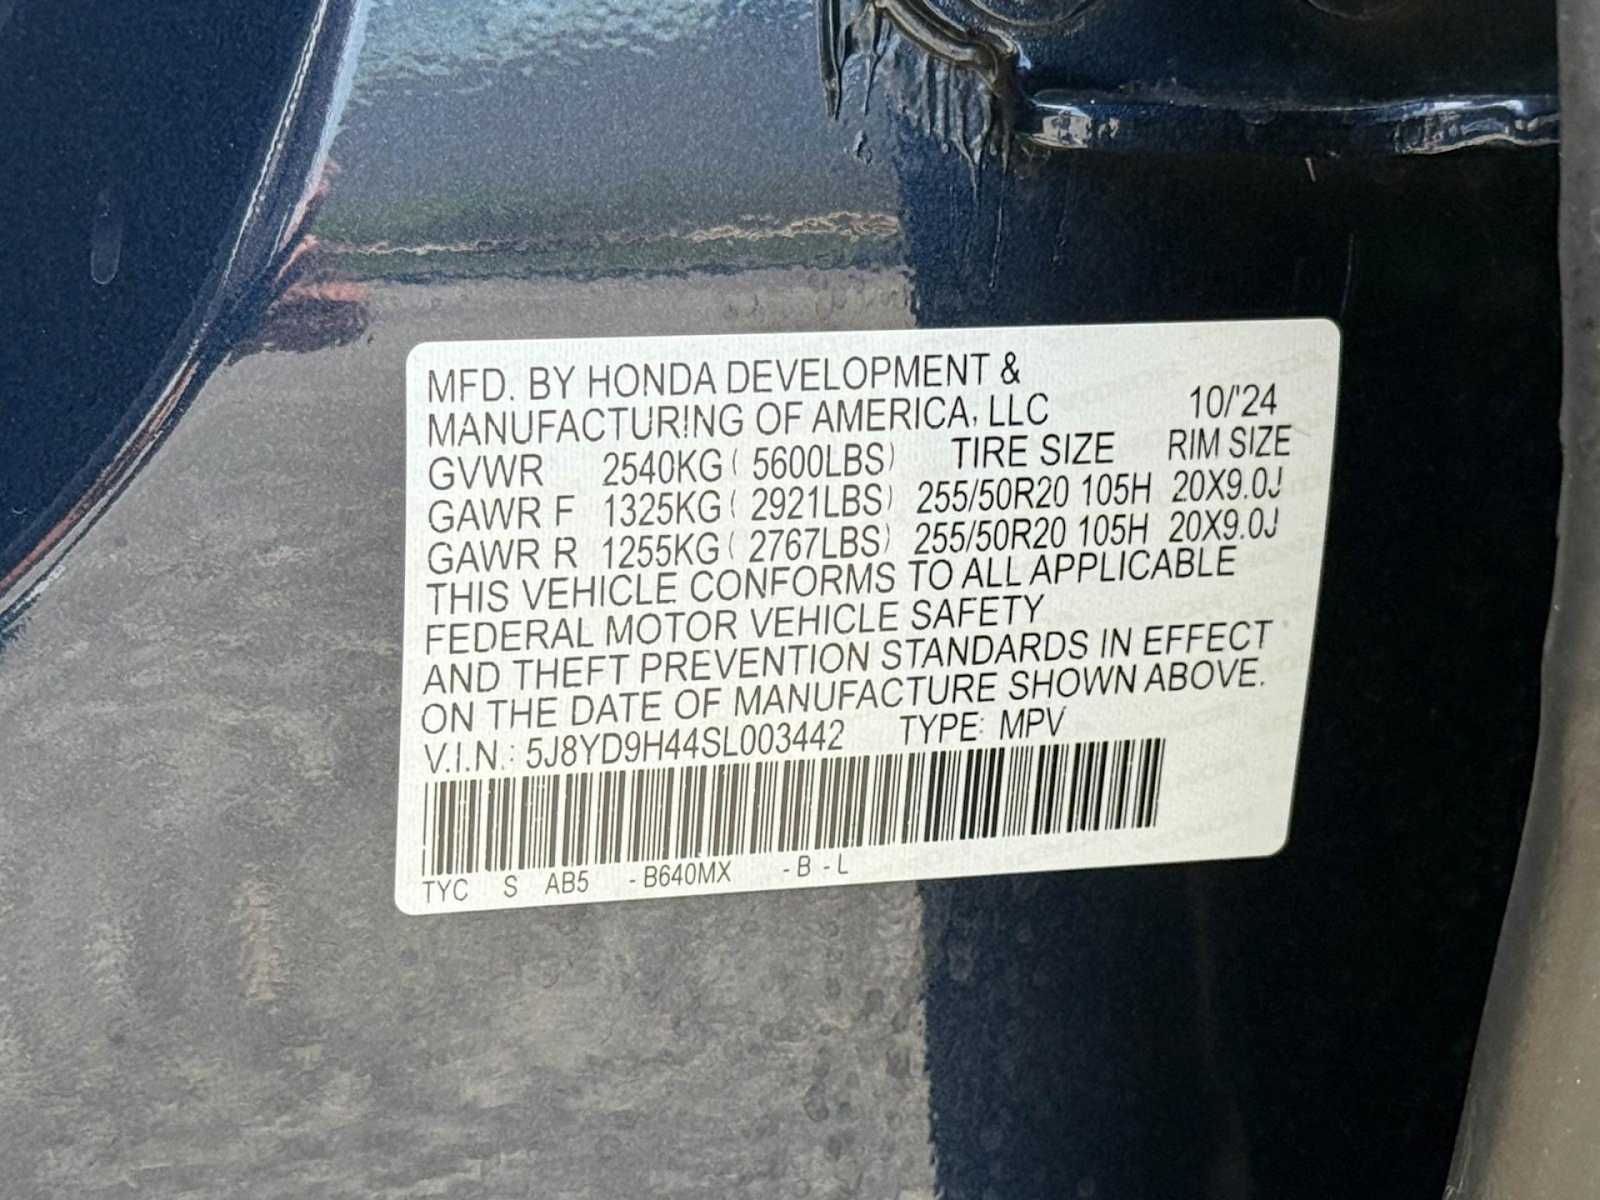 MFD. BY HONDA DEVELOPMENT &
MANUFACTURING OF AMERICA, LLC 10/'24
GVWR 2540KG ( 5600LBS) TIRE SIZE RIM SIZE
GAWR F 1325KG ( 2921LBS) 255/50R20 105H 20X9.0J
GAWR R 1255KG ( 2767LBS) 255/50R20 105H 20X9.0J
THIS VEHICLE CONFORMS TO ALL APPLICABLE
FEDERAL MOTOR VEHICLE SAFETY
AND THEFT PREVENTION STANDARDS IN EFFECT
ON THE DATE OF MANUFACTURE SHOWN ABOVE.
V.I.N.: 5J8YD9H44SL003442 TYPE: MPV
TYC S AB5 - B640MX - B - L